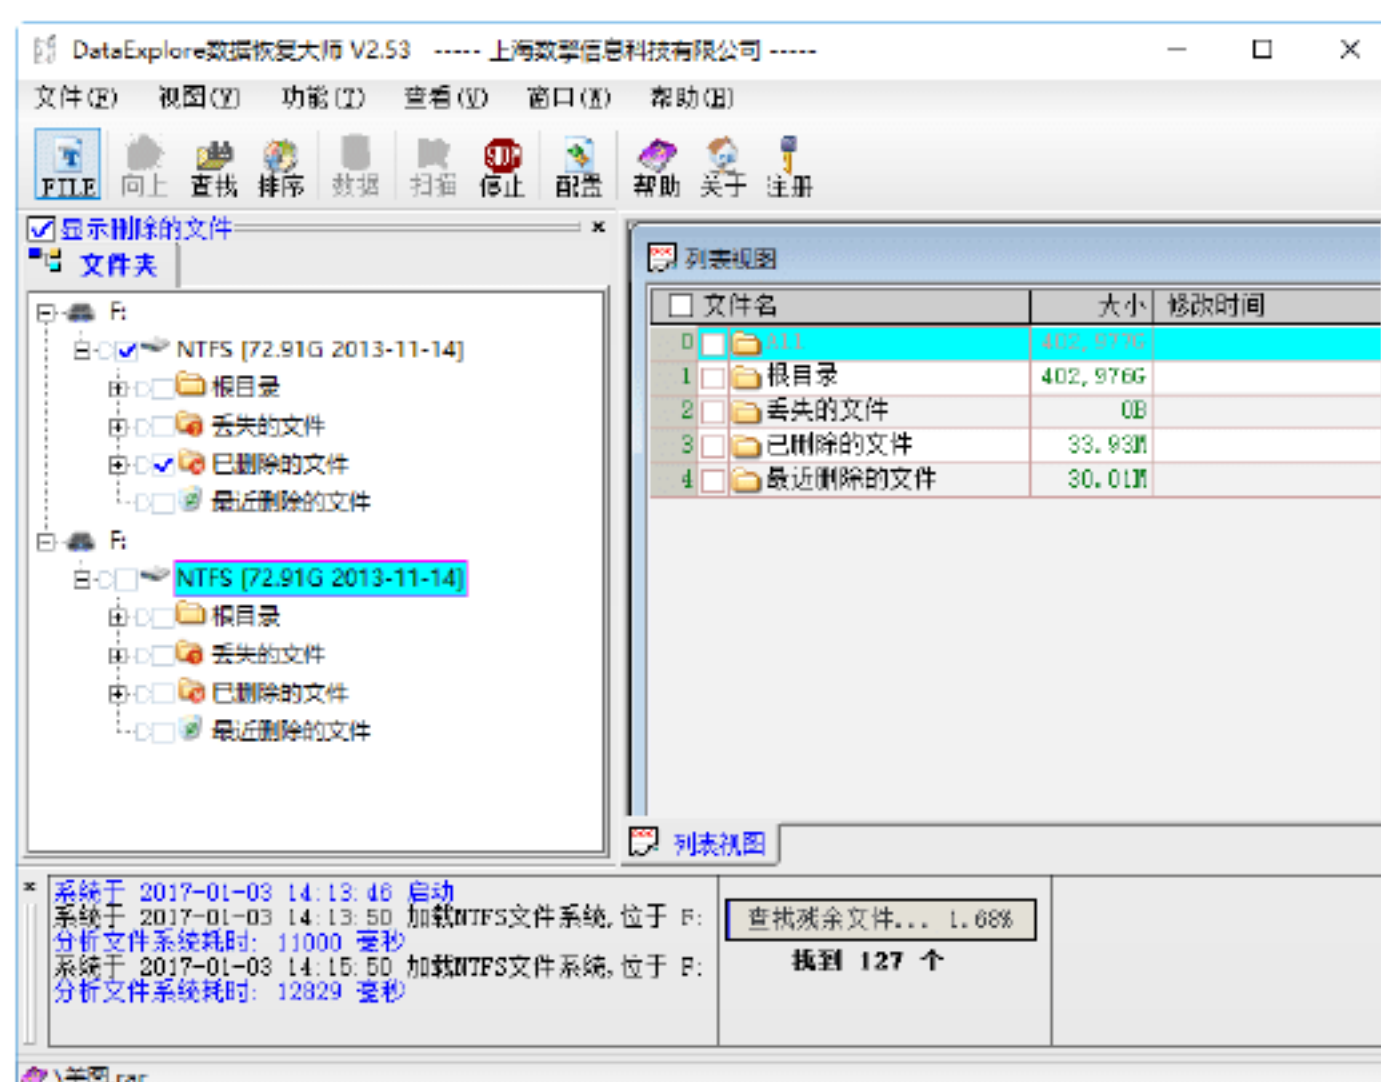 DataExplore数据恢复大师 V2.53 ----- 上海数擎信息科技有限公司 -----
文件(F) 视图(V) 功能(T) 查看(V) 窗口(W) 帮助(H)
FILE 向上 查找 排序 数据 扫描 停止 配置 帮助 关于 注册
显示删除的文件
文件夹
F:
NTFS [72.91G 2013-11-14]
根目录
丢失的文件
已删除的文件
最近删除的文件
F:
NTFS [72.91G 2013-11-14]
根目录
丢失的文件
已删除的文件
最近删除的文件
列表视图
文件名 大小 修改时间
0 All 402,977G
1 根目录 402,976G
2 丢失的文件 0B
3 已删除的文件 33.93M
4 最近删除的文件 30.01M
列表视图
系统于 2017-01-03 14:13:46 启动
系统于 2017-01-03 14:13:50 加载NTFS文件系统,位于 F:
分析文件系统耗时: 11000 毫秒
系统于 2017-01-03 14:15:50 加载NTFS文件系统,位于 F:
分析文件系统耗时: 12829 毫秒
查找残余文件... 1.68%
找到 127 个
\美图.rar